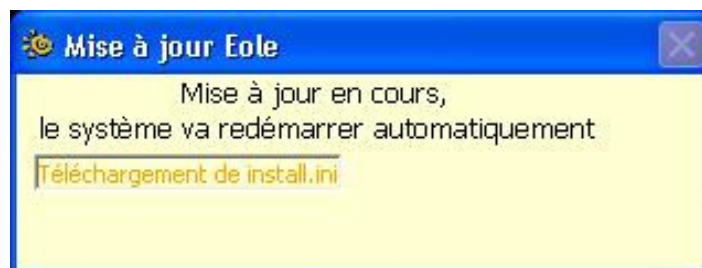 Mise à jour Eole
Mise à jour en cours,
le système va redémarrer automatiquement
Téléchargement de install.ini